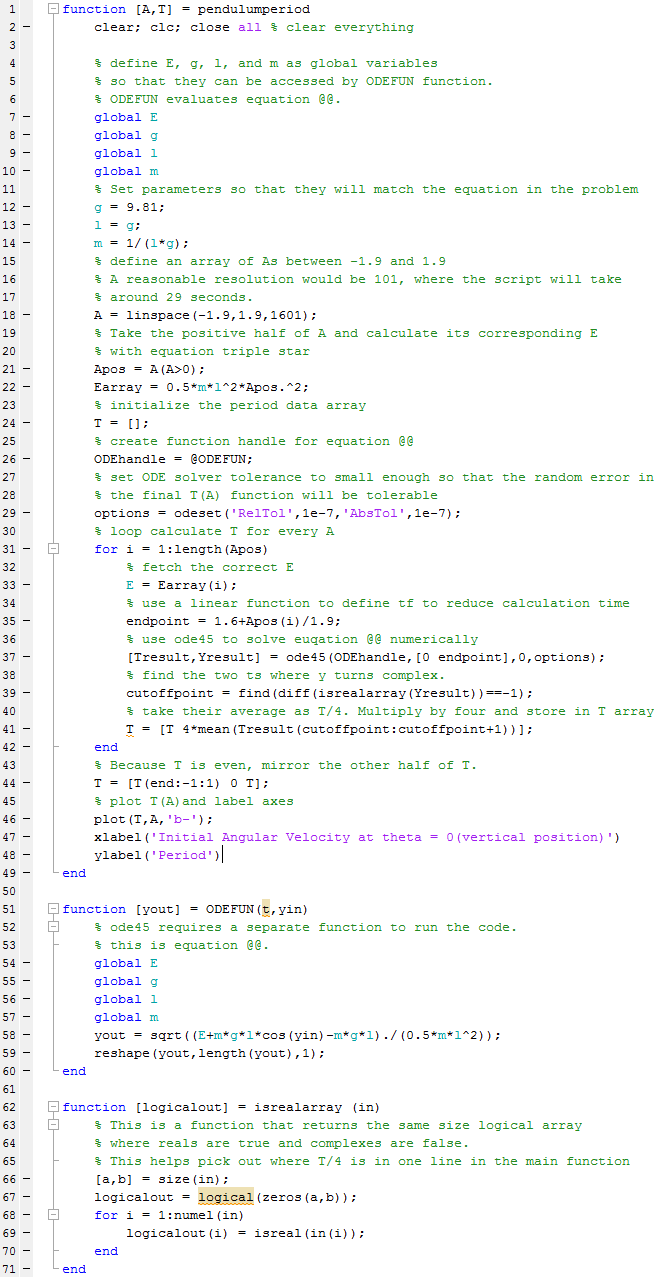 1 function [A,T] = pendulumperiod
2 clear; clc; close all % clear everything
3
4 % define E, g, l, and m as global variables
5 % so that they can be accessed by ODEFUN function.
6 % ODEFUN evaluates equation @@.
7 global E
8 global g
9 global l
10 global m
11 % Set parameters so that they will match the equation in the problem
12 g = 9.81;
13 l = g;
14 m = 1/(l*g);
15 % define an array of As between -1.9 and 1.9
16 % A reasonable resolution would be 101, where the script will take
17 % around 29 seconds.
18 A = linspace(-1.9,1.9,1601);
19 % Take the positive half of A and calculate its corresponding E
20 % with equation triple star
21 Apos = A(A>0);
22 Earray = 0.5*m*l^2*Apos.^2;
23 % initialize the period data array
24 T = [];
25 % create function handle for equation @@
26 ODEhandle = @ODEFUN;
27 % set ODE solver tolerance to small enough so that the random error in
28 % the final T(A) function will be tolerable
29 options = odeset('RelTol',1e-7,'AbsTol',1e-7);
30 % loop calculate T for every A
31 for i = 1:length(Apos)
32 % fetch the correct E
33 E = Earray(i);
34 % use a linear function to define tf to reduce calculation time
35 endpoint = 1.6+Apos(i)/1.9;
36 % use ode45 to solve euqation @@ numerically
37 [Tresult,Yresult] = ode45(ODEhandle,[0 endpoint],0,options);
38 % find the two ts where y turns complex.
39 cutoffpoint = find(diff(isrealarray(Yresult))==-1);
40 % take their average as T/4. Multiply by four and store in T array
41 T = [T 4*mean(Tresult(cutoffpoint:cutoffpoint+1))];
42 end
43 % Because T is even, mirror the other half of T.
44 T = [T(end:-1:1) 0 T];
45 % plot T(A)and label axes
46 plot(T,A,'b-');
47 xlabel('Initial Angular Velocity at theta = 0(vertical position)')
48 ylabel('Period')
49 end
50
51 function [yout] = ODEFUN(t,yin)
52 % ode45 requires a separate function to run the code.
53 % this is equation @@.
54 global E
55 global g
56 global l
57 global m
58 yout = sqrt((E+m*g*l*cos(yin)-m*g*l)./(0.5*m*l^2));
59 reshape(yout,length(yout),1);
60 end
61
62 function [logicalout] = isrealarray (in)
63 % This is a function that returns the same size logical array
64 % where reals are true and complexes are false.
65 % This helps pick out where T/4 is in one line in the main function
66 [a,b] = size(in);
67 logicalout = logical(zeros(a,b));
68 for i = 1:numel(in)
69 logicalout(i) = isreal(in(i));
70 end
71 end